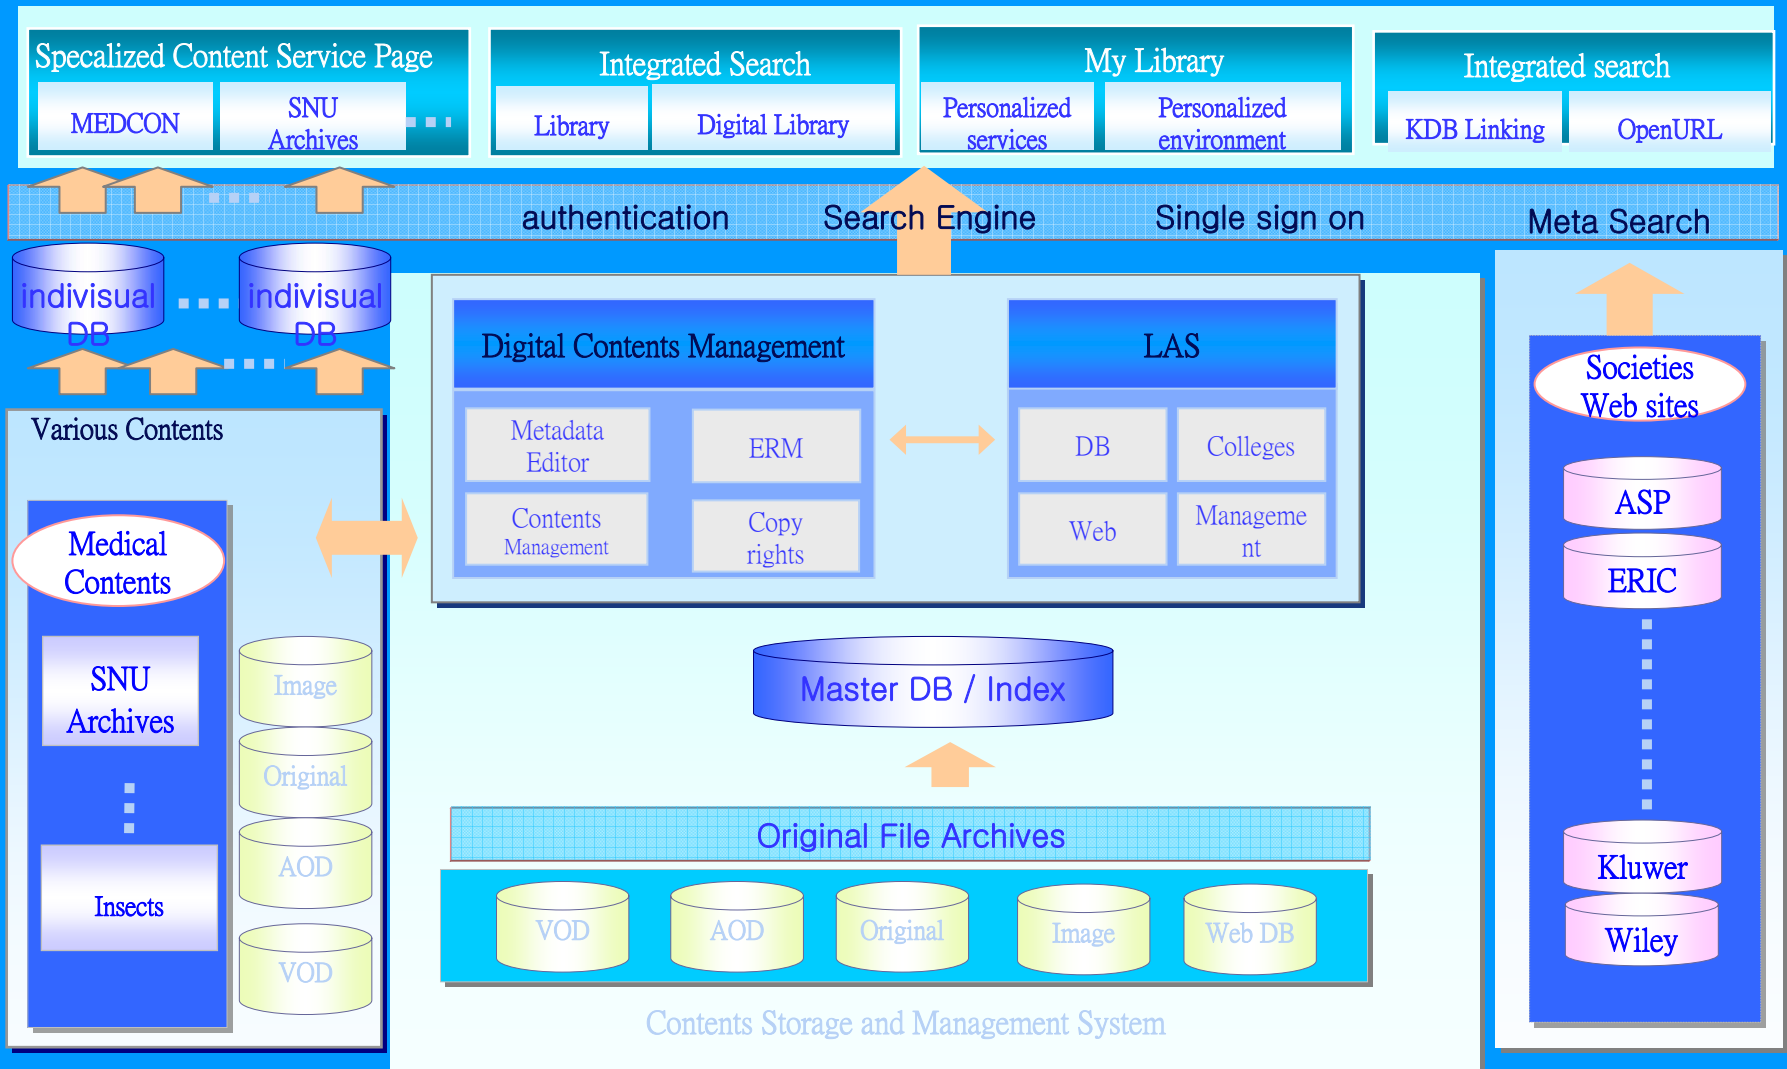 Specalized Content Service Page
MEDCON
SNU
Archives
Integrated Search
Library
Digital Library
My Library
Personalized
services
Personalized
environment
Integrated search
KDB Linking
OpenURL
authentication
Search Engine
Single sign on
Meta Search
indivisual
DB
indivisual
DB
Various Contents
Medical
Contents
SNU
Archives
Insects
Image
Original
AOD
VOD
Digital Contents Management
Metadata
Editor
ERM
Contents
Management
Copy
rights
LAS
DB
Colleges
Web
Manageme
nt
Master DB / Index
Original File Archives
VOD
AOD
Original
Image
Web DB
Contents Storage and Management System
Societies
Web sites
ASP
ERIC
Kluwer
Wiley